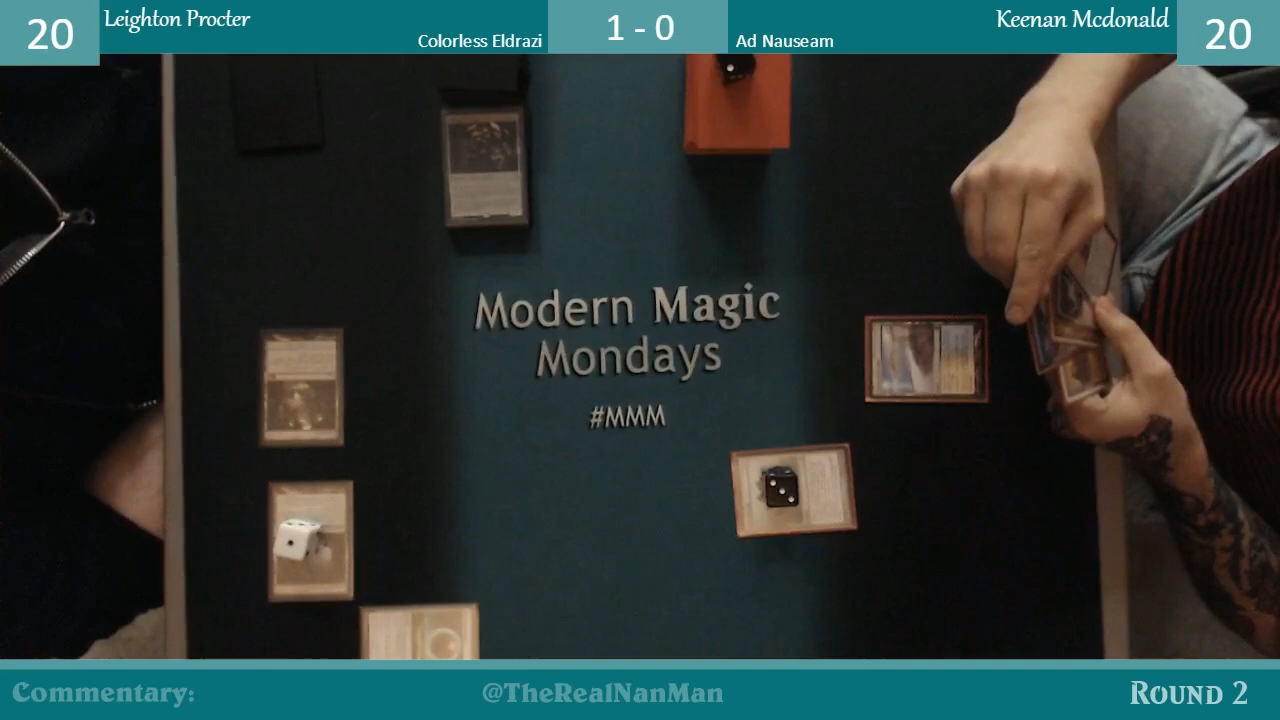 20
Leighton Procter
Colorless Eldrazi
1 - 0
Keenan Mcdonald
Ad Nauseam
20
Modern Magic
Mondays
#MMM
Commentary:
@TheRealNanMan
Round 2